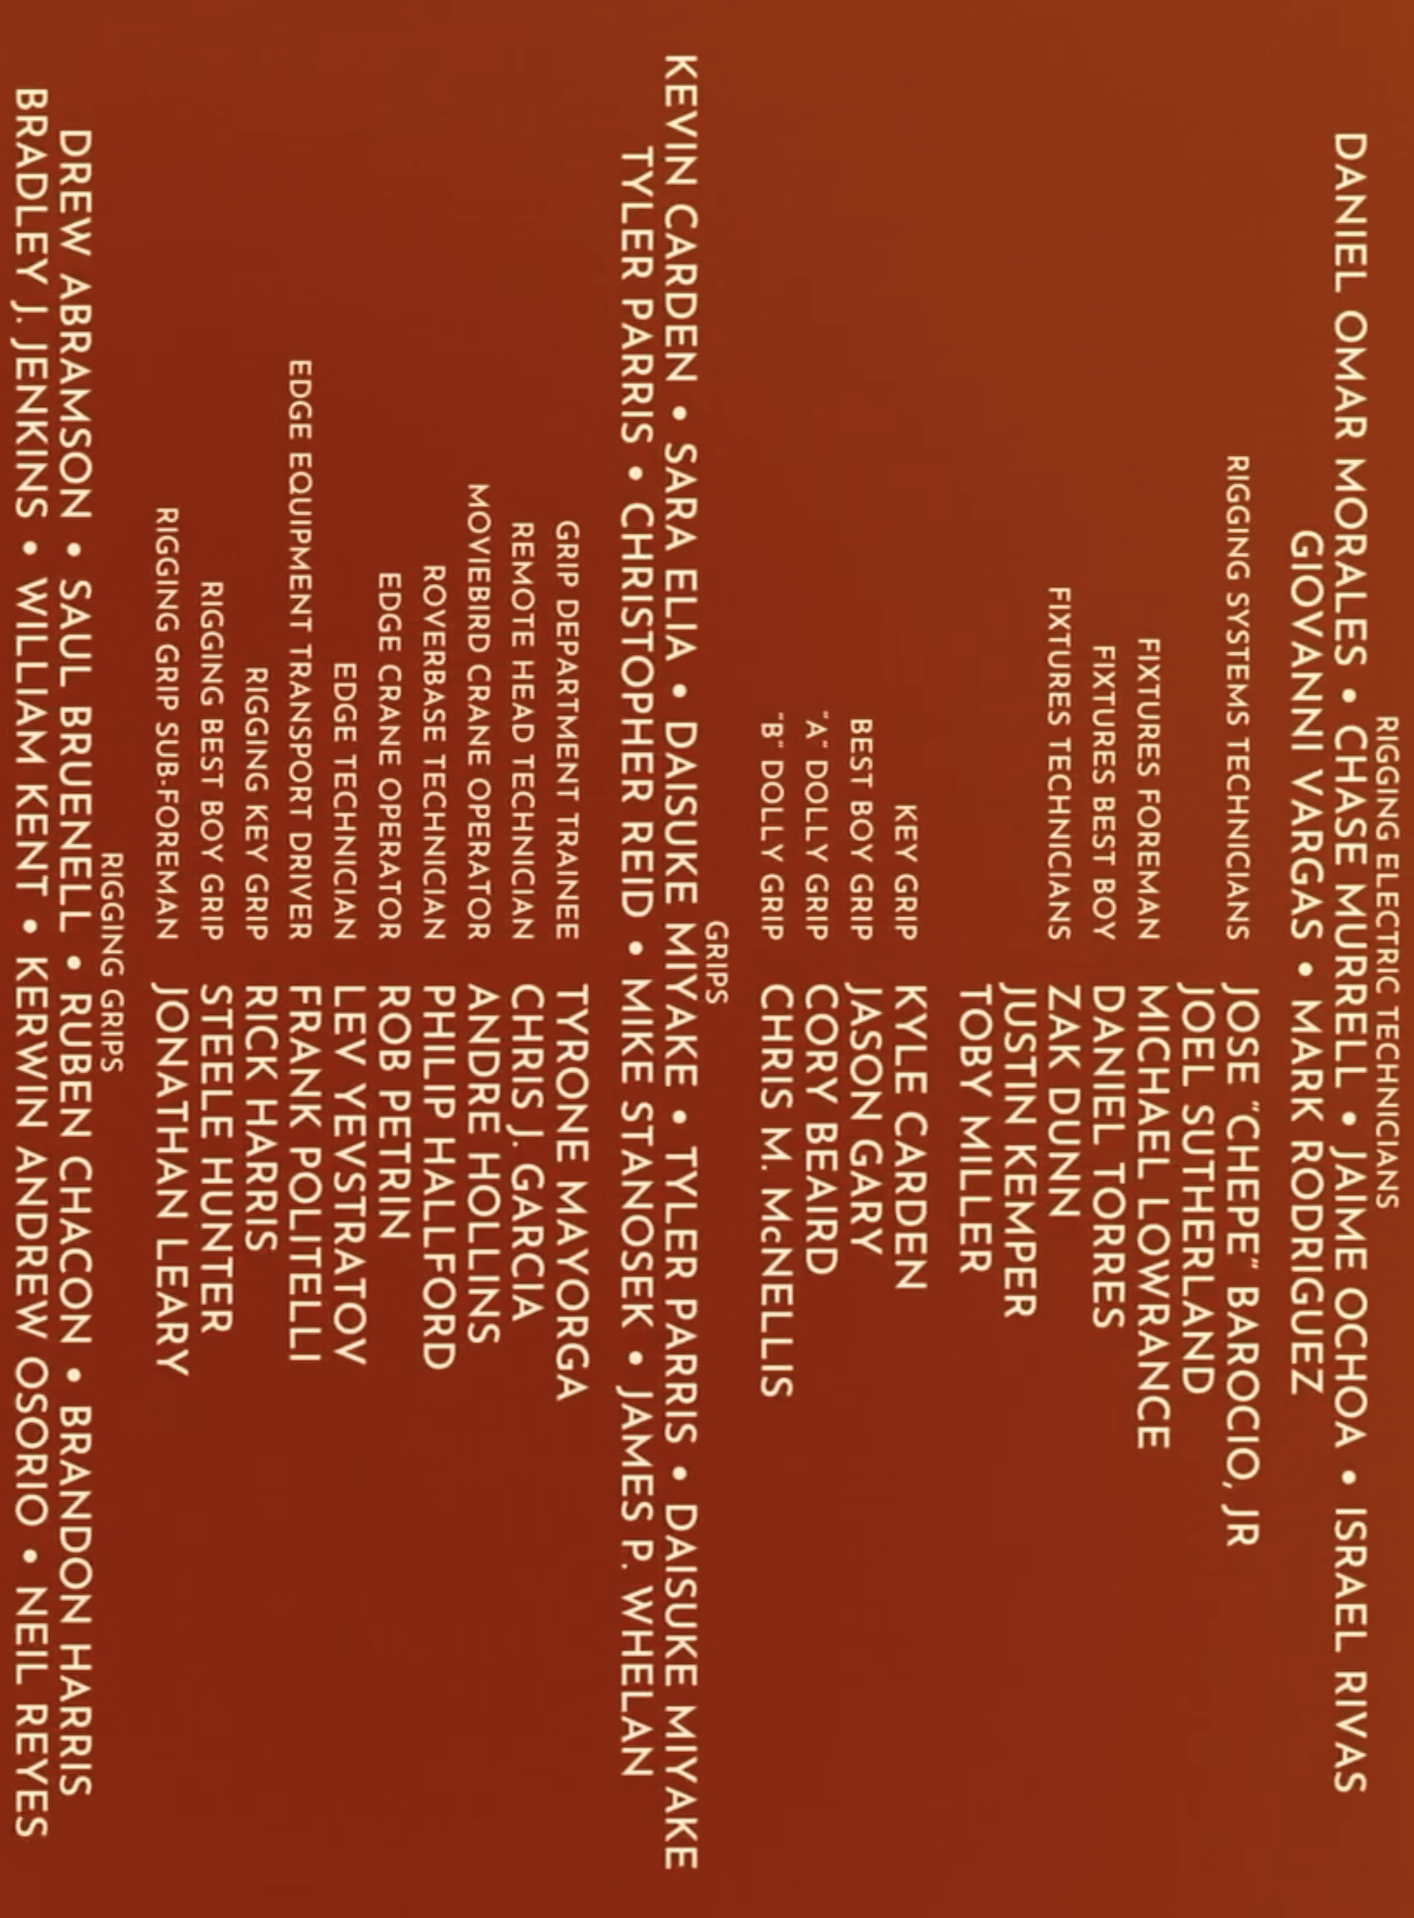 RIGGING ELECTRIC TECHNICIANS
DANIEL OMAR MORALES • CHASE MURRELL • JAIME OCHOA • ISRAEL RIVAS
GIOVANNI VARGAS • MARK RODRIGUEZ
RIGGING SYSTEMS TECHNICIANS JOSE "CHEPE" BAROCIO, JR
JOEL SUTHERLAND
FIXTURES FOREMAN MICHAEL LOWRANCE
FIXTURES BEST BOY DANIEL TORRES
FIXTURES TECHNICIANS ZAK DUNN
JUSTIN KEMPER
TOBY MILLER
KEY GRIP KYLE CARDEN
BEST BOY GRIP JASON GARY
"A" DOLLY GRIP CORY BEAIRD
"B" DOLLY GRIP CHRIS M. McNELLIS
GRIPS
KEVIN CARDEN • SARA ELIA • DAISUKE MIYAKE • TYLER PARRIS • DAISUKE MIYAKE
TYLER PARRIS • CHRISTOPHER REID • MIKE STANOSEK • JAMES P. WHELAN
GRIP DEPARTMENT TRAINEE TYRONE MAYORGA
REMOTE HEAD TECHNICIAN CHRIS J. GARCIA
MOVIEBIRD CRANE OPERATOR ANDRE HOLLINS
ROVERBASE TECHNICIAN PHILIP HALLFORD
EDGE CRANE OPERATOR ROB PETRIN
EDGE TECHNICIAN LEV YEVSTRATOV
EDGE EQUIPMENT TRANSPORT DRIVER FRANK POLITELLI
RIGGING KEY GRIP RICK HARRIS
RIGGING BEST BOY GRIP STEELE HUNTER
RIGGING GRIP SUB-FOREMAN JONATHAN LEARY
RIGGING GRIPS
DREW ABRAMSON • SAUL BRUENELL • RUBEN CHACON • BRANDON HARRIS
BRADLEY J. JENKINS • WILLIAM KENT • KERWIN ANDREW OSORIO • NEIL REYES